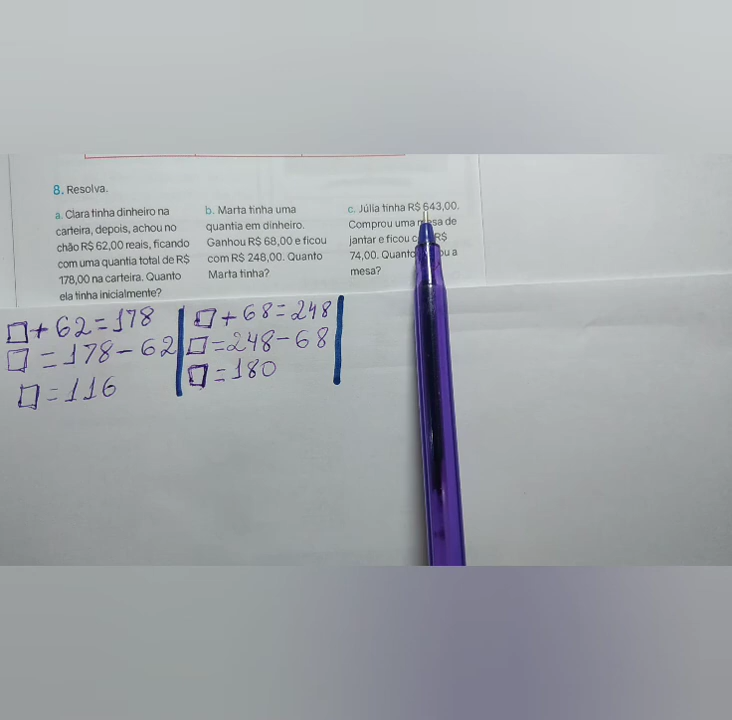 8. Resolva.
a. Clara tinha dinheiro na
carteira, depois, achou no
chão R$ 62,00 reais, ficando
com uma quantia total de R$
178,00 na carteira. Quanto
ela tinha inicialmente?
b. Marta tinha uma
quantia em dinheiro.
Ganhou R$ 68,00 e ficou
com R$ 248,00. Quanto
Marta tinha?
c. Júlia tinha R$ 643,00.
Comprou uma de
jantar e ficou R$
74,00. a
mesa?
□ + 62 = 178
□ = 178 - 62
□ = 116
□ + 68 = 248
□ = 248 - 68
□ = 180